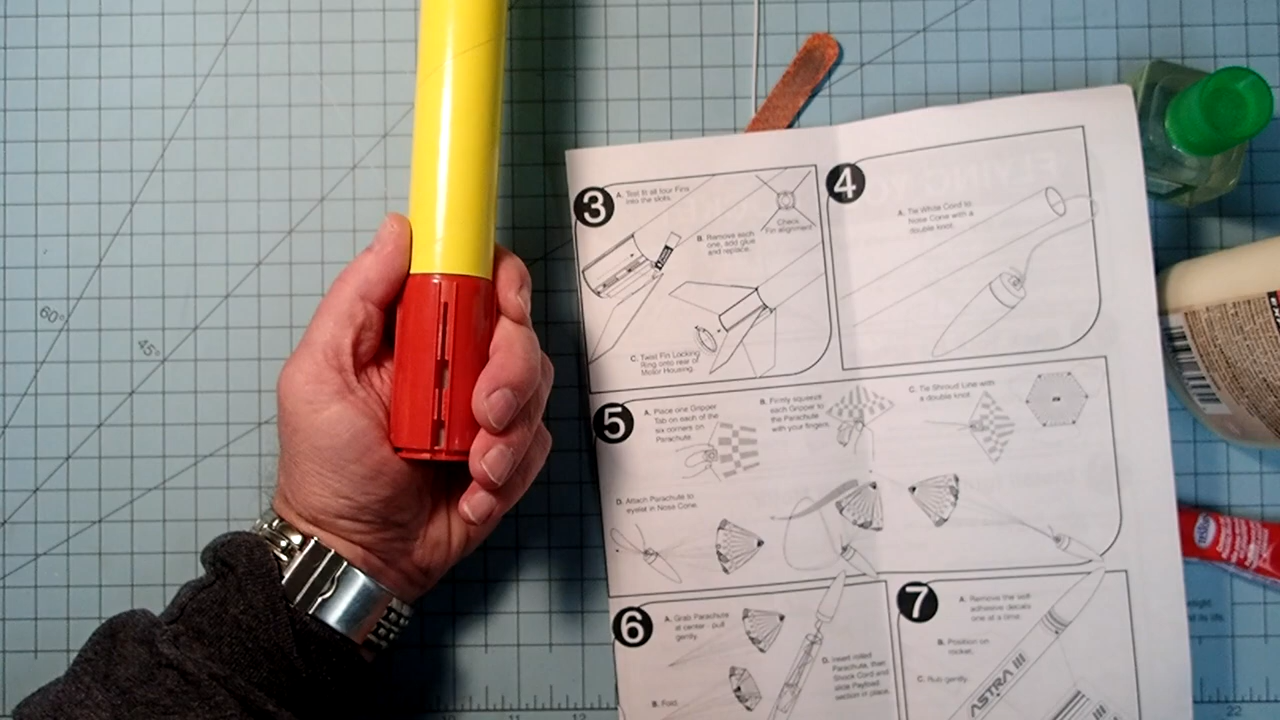 3
A. Test fit all four Fins
into the slots.
Check
Fin alignment
B. Remove each
one, add glue
and replace.
C. Twist Fin Locking
Ring onto rear of
Motor Housing.
4
A. Tie White Cord to
Nose Cone with a
double knot.
5
A. Place one Gripper
Tab on each of the
six corners on
Parachute.
B. Firmly squeeze
each Gripper to
the Parachute
with your fingers.
C. Tie Shroud Line with
a double knot.
D. Attach Parachute to
eyelet in Nose Cone.
6
A. Grab Parachute
at center - pull
gently.
B. Fold.
D. Insert rolled
Parachute, then
Shock Cord and
slide Payload
section in place.
7
A. Remove the self-
adhesive decals
one at a time.
B. Position on
rocket.
C. Rub gently.
ASTRA III
60°
45°
11
12
22